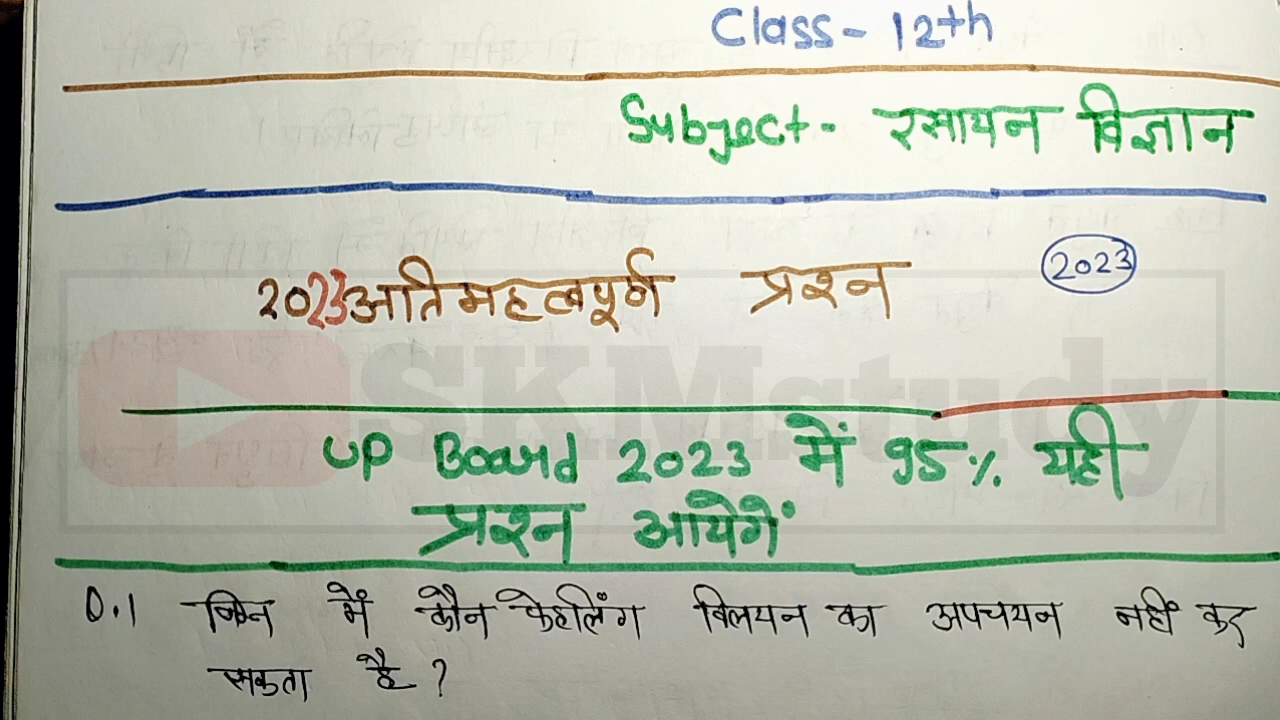 Class- 12th
Subject- रसायन विज्ञान
2023
2023 अतिमहत्वपूर्ण प्रश्न
SKMstudy
UP Board 2023 में 95% यही
प्रश्न आयेगें
Q.1 निम्न में कौन फेहलिंग विलयन का अपचयन नहीं कर
सकता है?